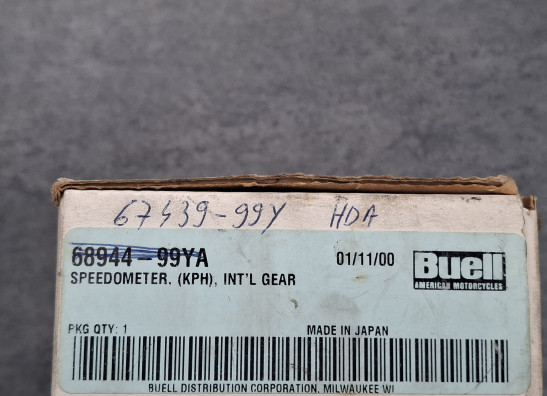 67439-99Y HDA
68944-99YA 01/11/00 Buell
SPEEDOMETER, (KPH), INT'L GEAR AMERICAN MOTORCYCLES
PKG QTY: 1 MADE IN JAPAN
BUELL DISTRIBUTION CORPORATION, MILWAUKEE WI